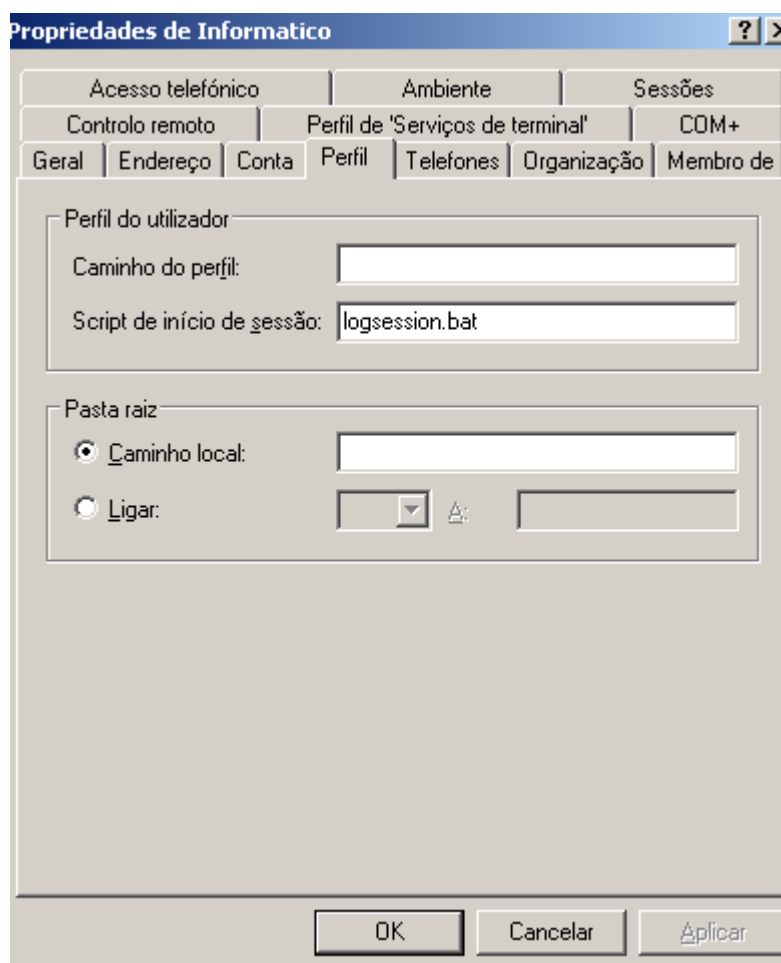 Propriedades de Informatico
Acesso telefónico Ambiente Sessões
Controlo remoto Perfil de 'Serviços de terminal' COM+
Geral Endereço Conta Perfil Telefones Organização Membro de
Perfil do utilizador
Caminho do perfil:
Script de início de sessão: logsession.bat
Pasta raiz
Caminho local:
Ligar: A:
OK Cancelar Aplicar